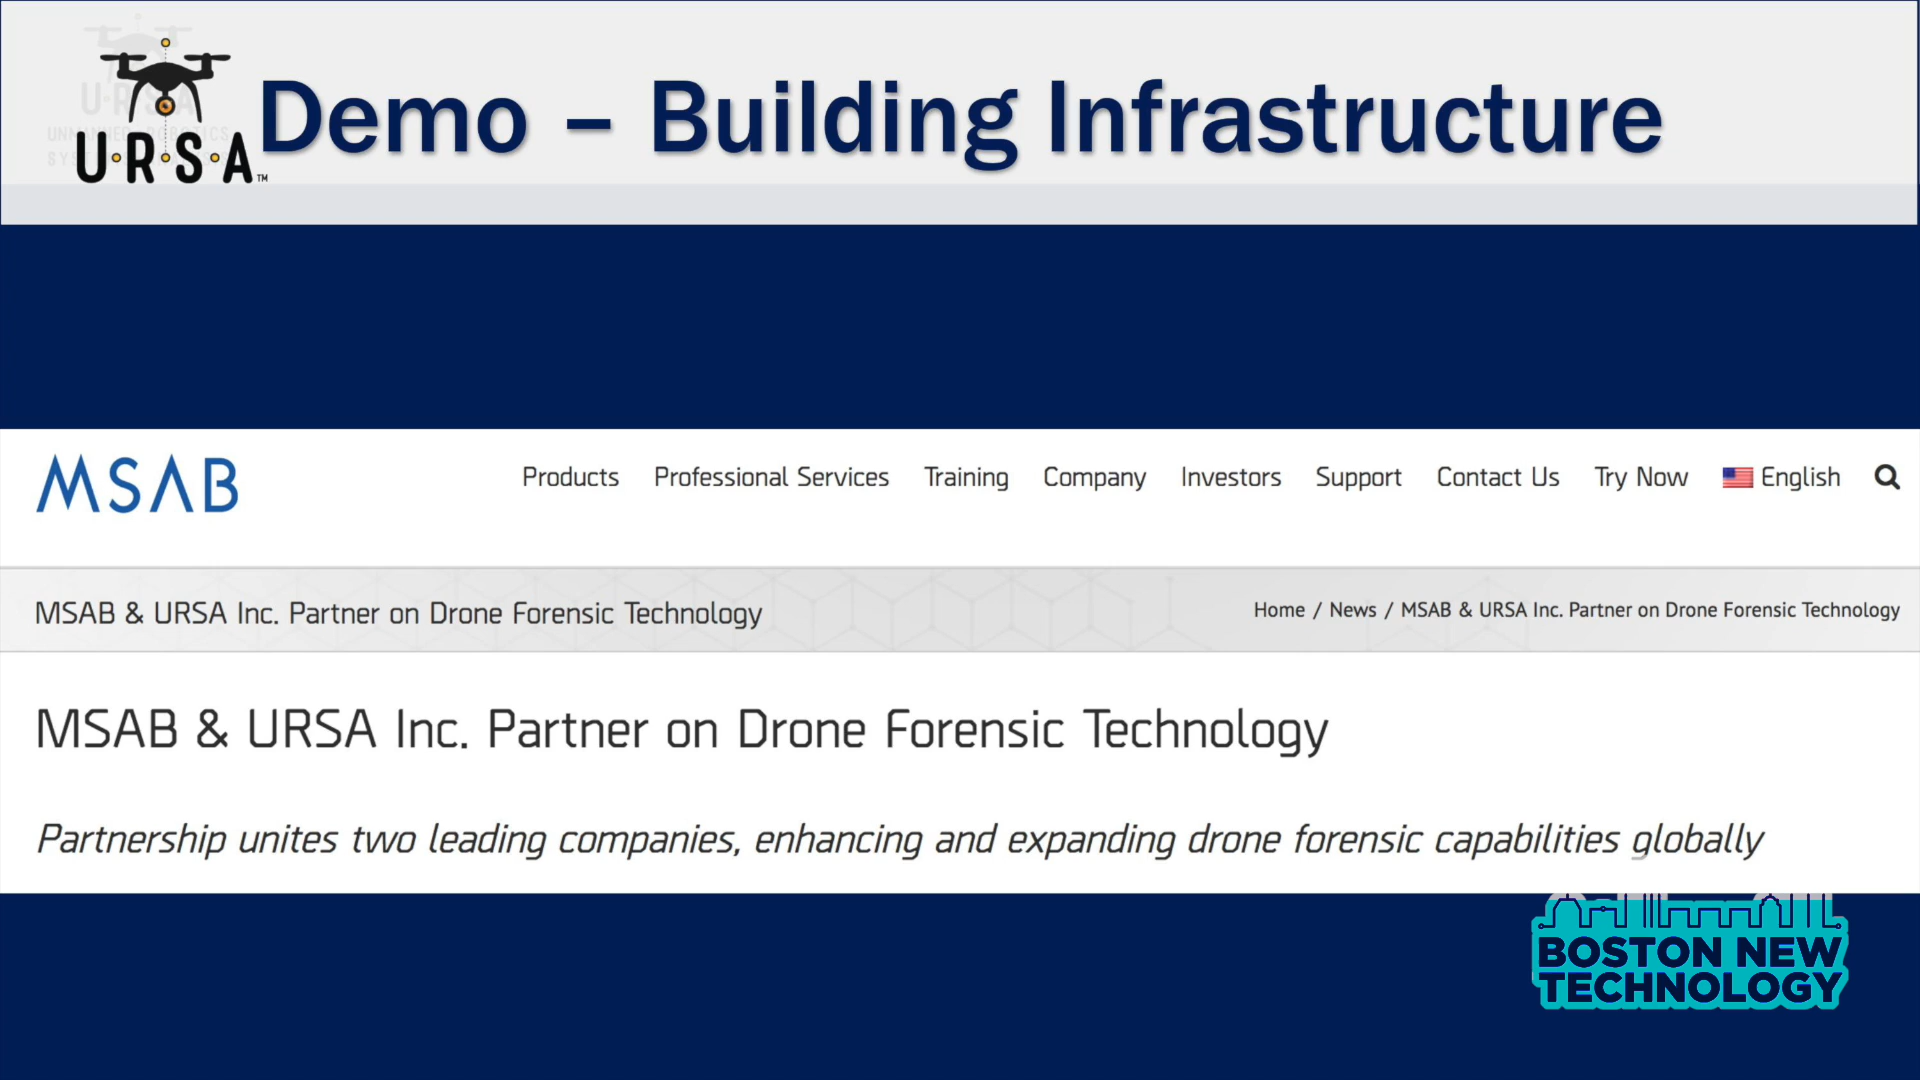 Demo – Building Infrastructure
U·R·S·A™
MSAB
Products Professional Services Training Company Investors Support Contact Us Try Now English
MSAB & URSA Inc. Partner on Drone Forensic Technology
Home / News / MSAB & URSA Inc. Partner on Drone Forensic Technology
MSAB & URSA Inc. Partner on Drone Forensic Technology
Partnership unites two leading companies, enhancing and expanding drone forensic capabilities globally
BOSTON NEW
TECHNOLOGY